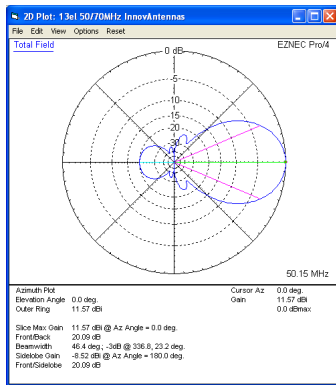 2D Plot: 13el 50/70MHz InnovAntennas
File Edit View Options Reset
Total Field
EZNEC Pro/4
0 dB
-5
-10
-15
-20
-30
50.15 MHz
Azimuth Plot
Elevation Angle 0.0 deg.
Outer Ring 11.57 dBi
Cursor Az 0.0 deg.
Gain 11.57 dBi
0.0 dBmax
Slice Max Gain 11.57 dBi @ Az Angle = 0.0 deg.
Front/Back 20.09 dB
Beamwidth 46.4 deg.; -3dB @ 336.8, 23.2 deg.
Sidelobe Gain -8.52 dBi @ Az Angle = 180.0 deg.
Front/Sidelobe 20.09 dB